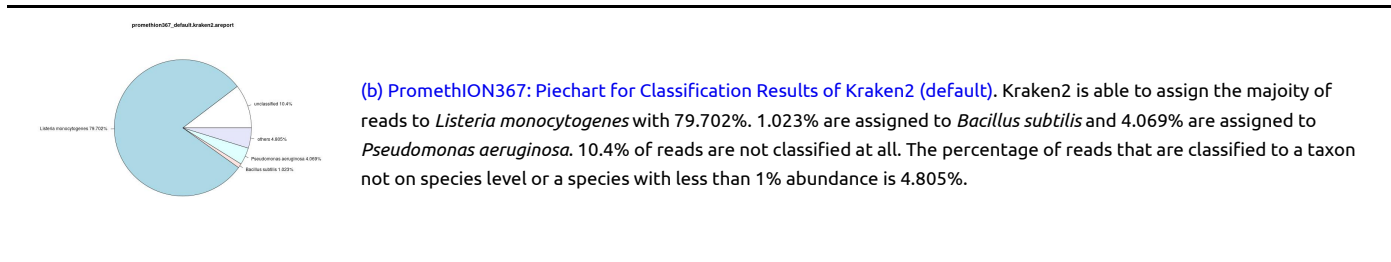 promethion367_default.kraken2.areport
unclassified 10.4%
Listeria monocytogenes 79.702%
others 4.805%
Pseudomonas aeruginosa 4.069%
Bacillus subtilis 1.023%
(b) PromethION367: Piechart for Classification Results of Kraken2 (default). Kraken2 is able to assign the majoity of
reads to Listeria monocytogenes with 79.702%. 1.023% are assigned to Bacillus subtilis and 4.069% are assigned to
Pseudomonas aeruginosa. 10.4% of reads are not classified at all. The percentage of reads that are classified to a taxon
not on species level or a species with less than 1% abundance is 4.805%.